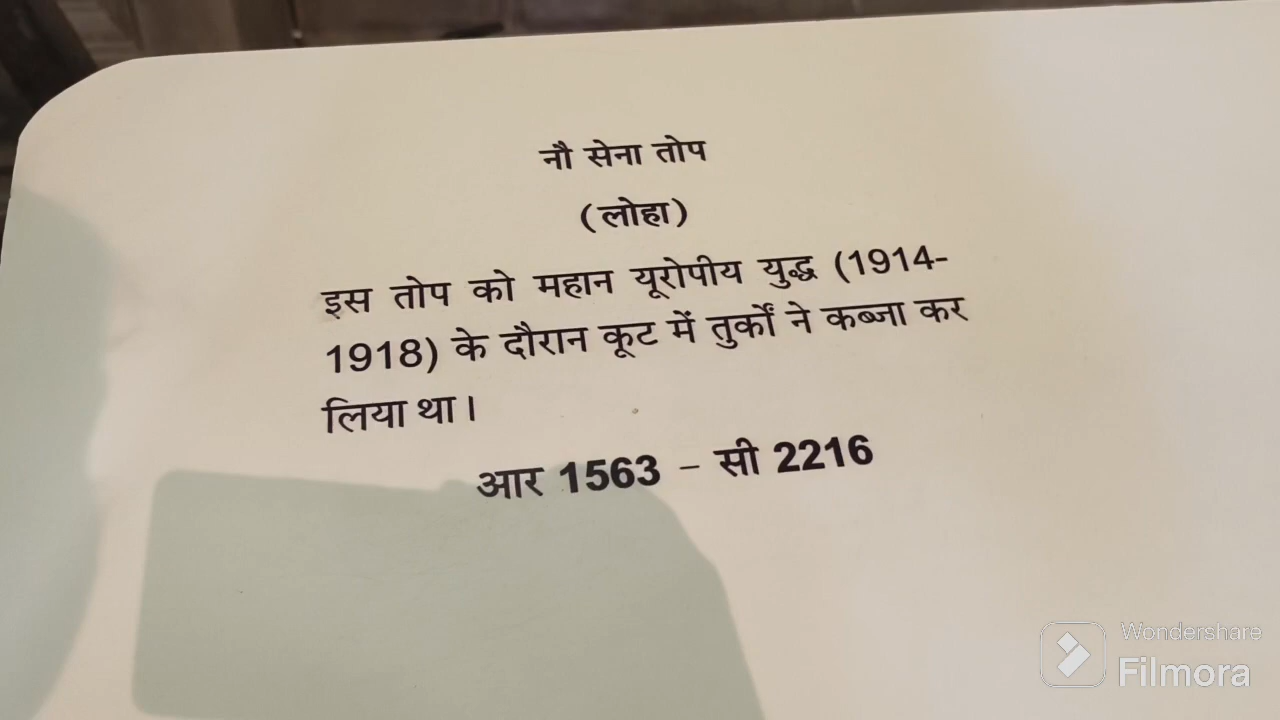 नौ सेना तोप
(लोहा)
इस तोप को महान यूरोपीय युद्ध (1914-
1918) के दौरान कूट में तुर्कों ने कब्जा कर
लिया था।
आर 1563 – सी 2216
Wondershare
Filmora